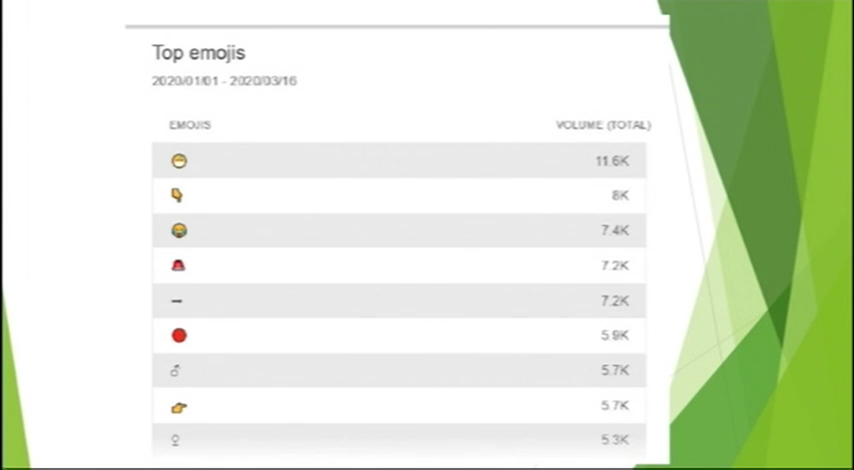 Top emojis
2020/01/01 - 2020/03/16
EMOJIS VOLUME (TOTAL)
😷 11.6K
👇 8K
😂 7.4K
🚨 7.2K
➖ 7.2K
🔴 5.9K
♂ 5.7K
👉 5.7K
♀ 5.3K